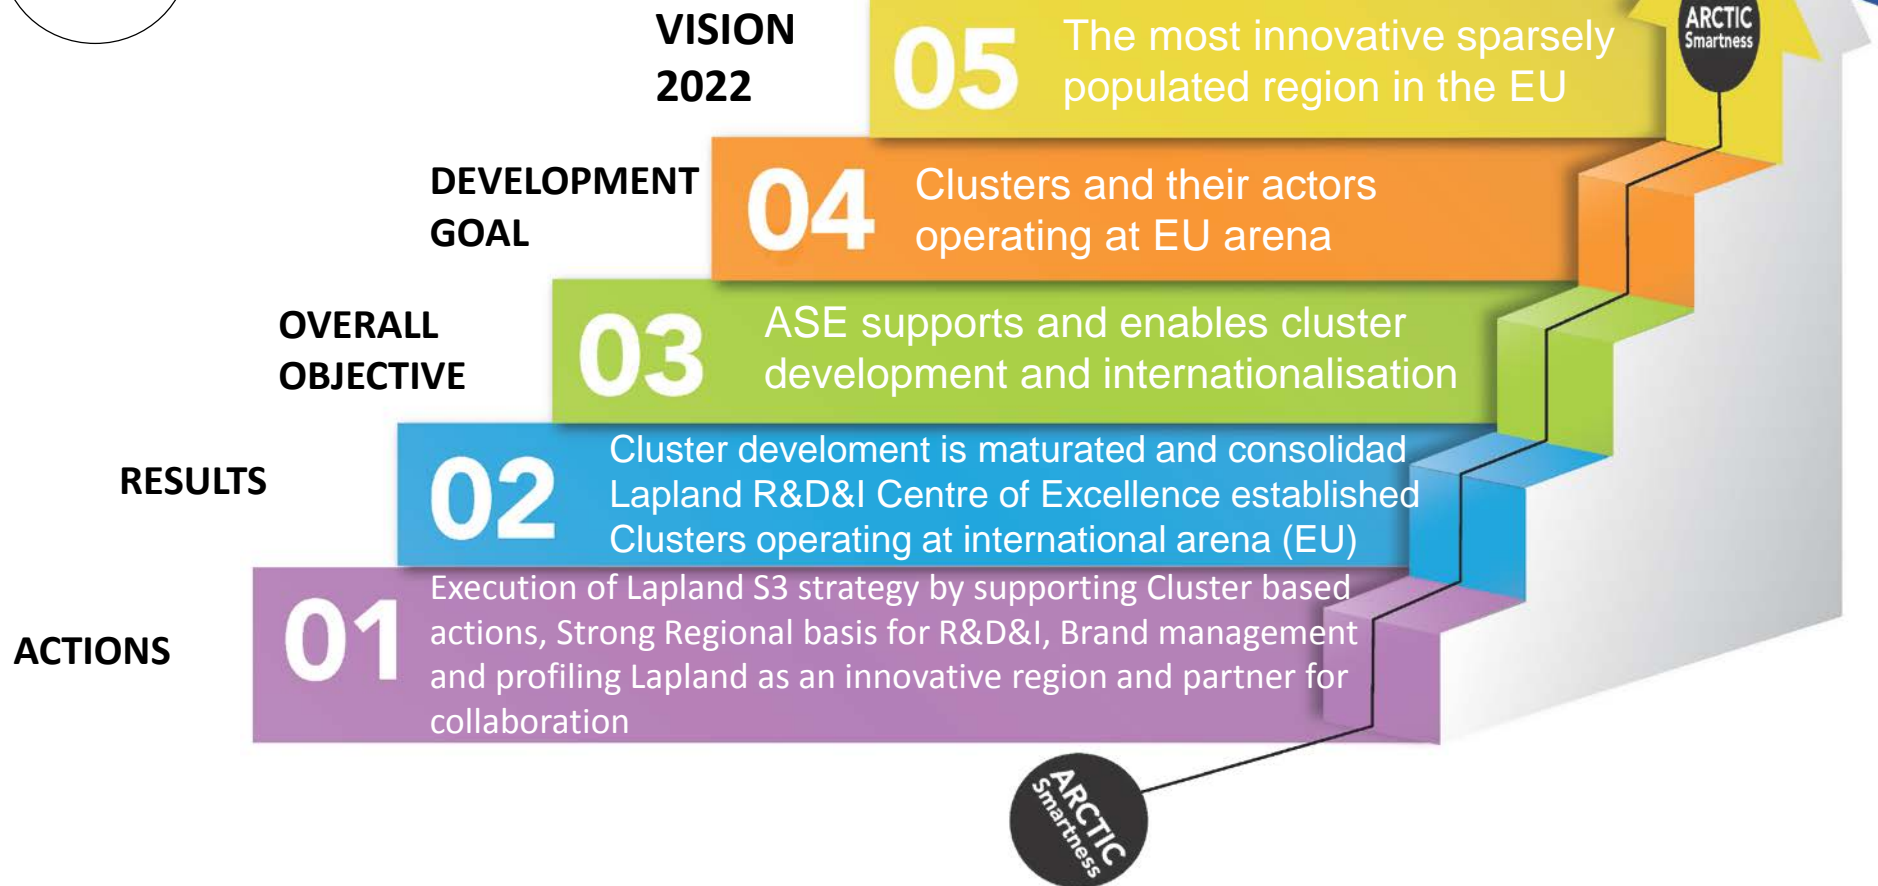 VISION
2022
05
The most innovative sparsely
populated region in the EU
ARCTIC
Smartness
DEVELOPMENT
GOAL
04
Clusters and their actors
operating at EU arena
OVERALL
OBJECTIVE
03
ASE supports and enables cluster
development and internationalisation
RESULTS
02
Cluster develoment is maturated and consolidad
Lapland R&D&I Centre of Excellence established
Clusters operating at international arena (EU)
ACTIONS
01
Execution of Lapland S3 strategy by supporting Cluster based
actions, Strong Regional basis for R&D&I, Brand management
and profiling Lapland as an innovative region and partner for
collaboration
ARCTIC
Smartness